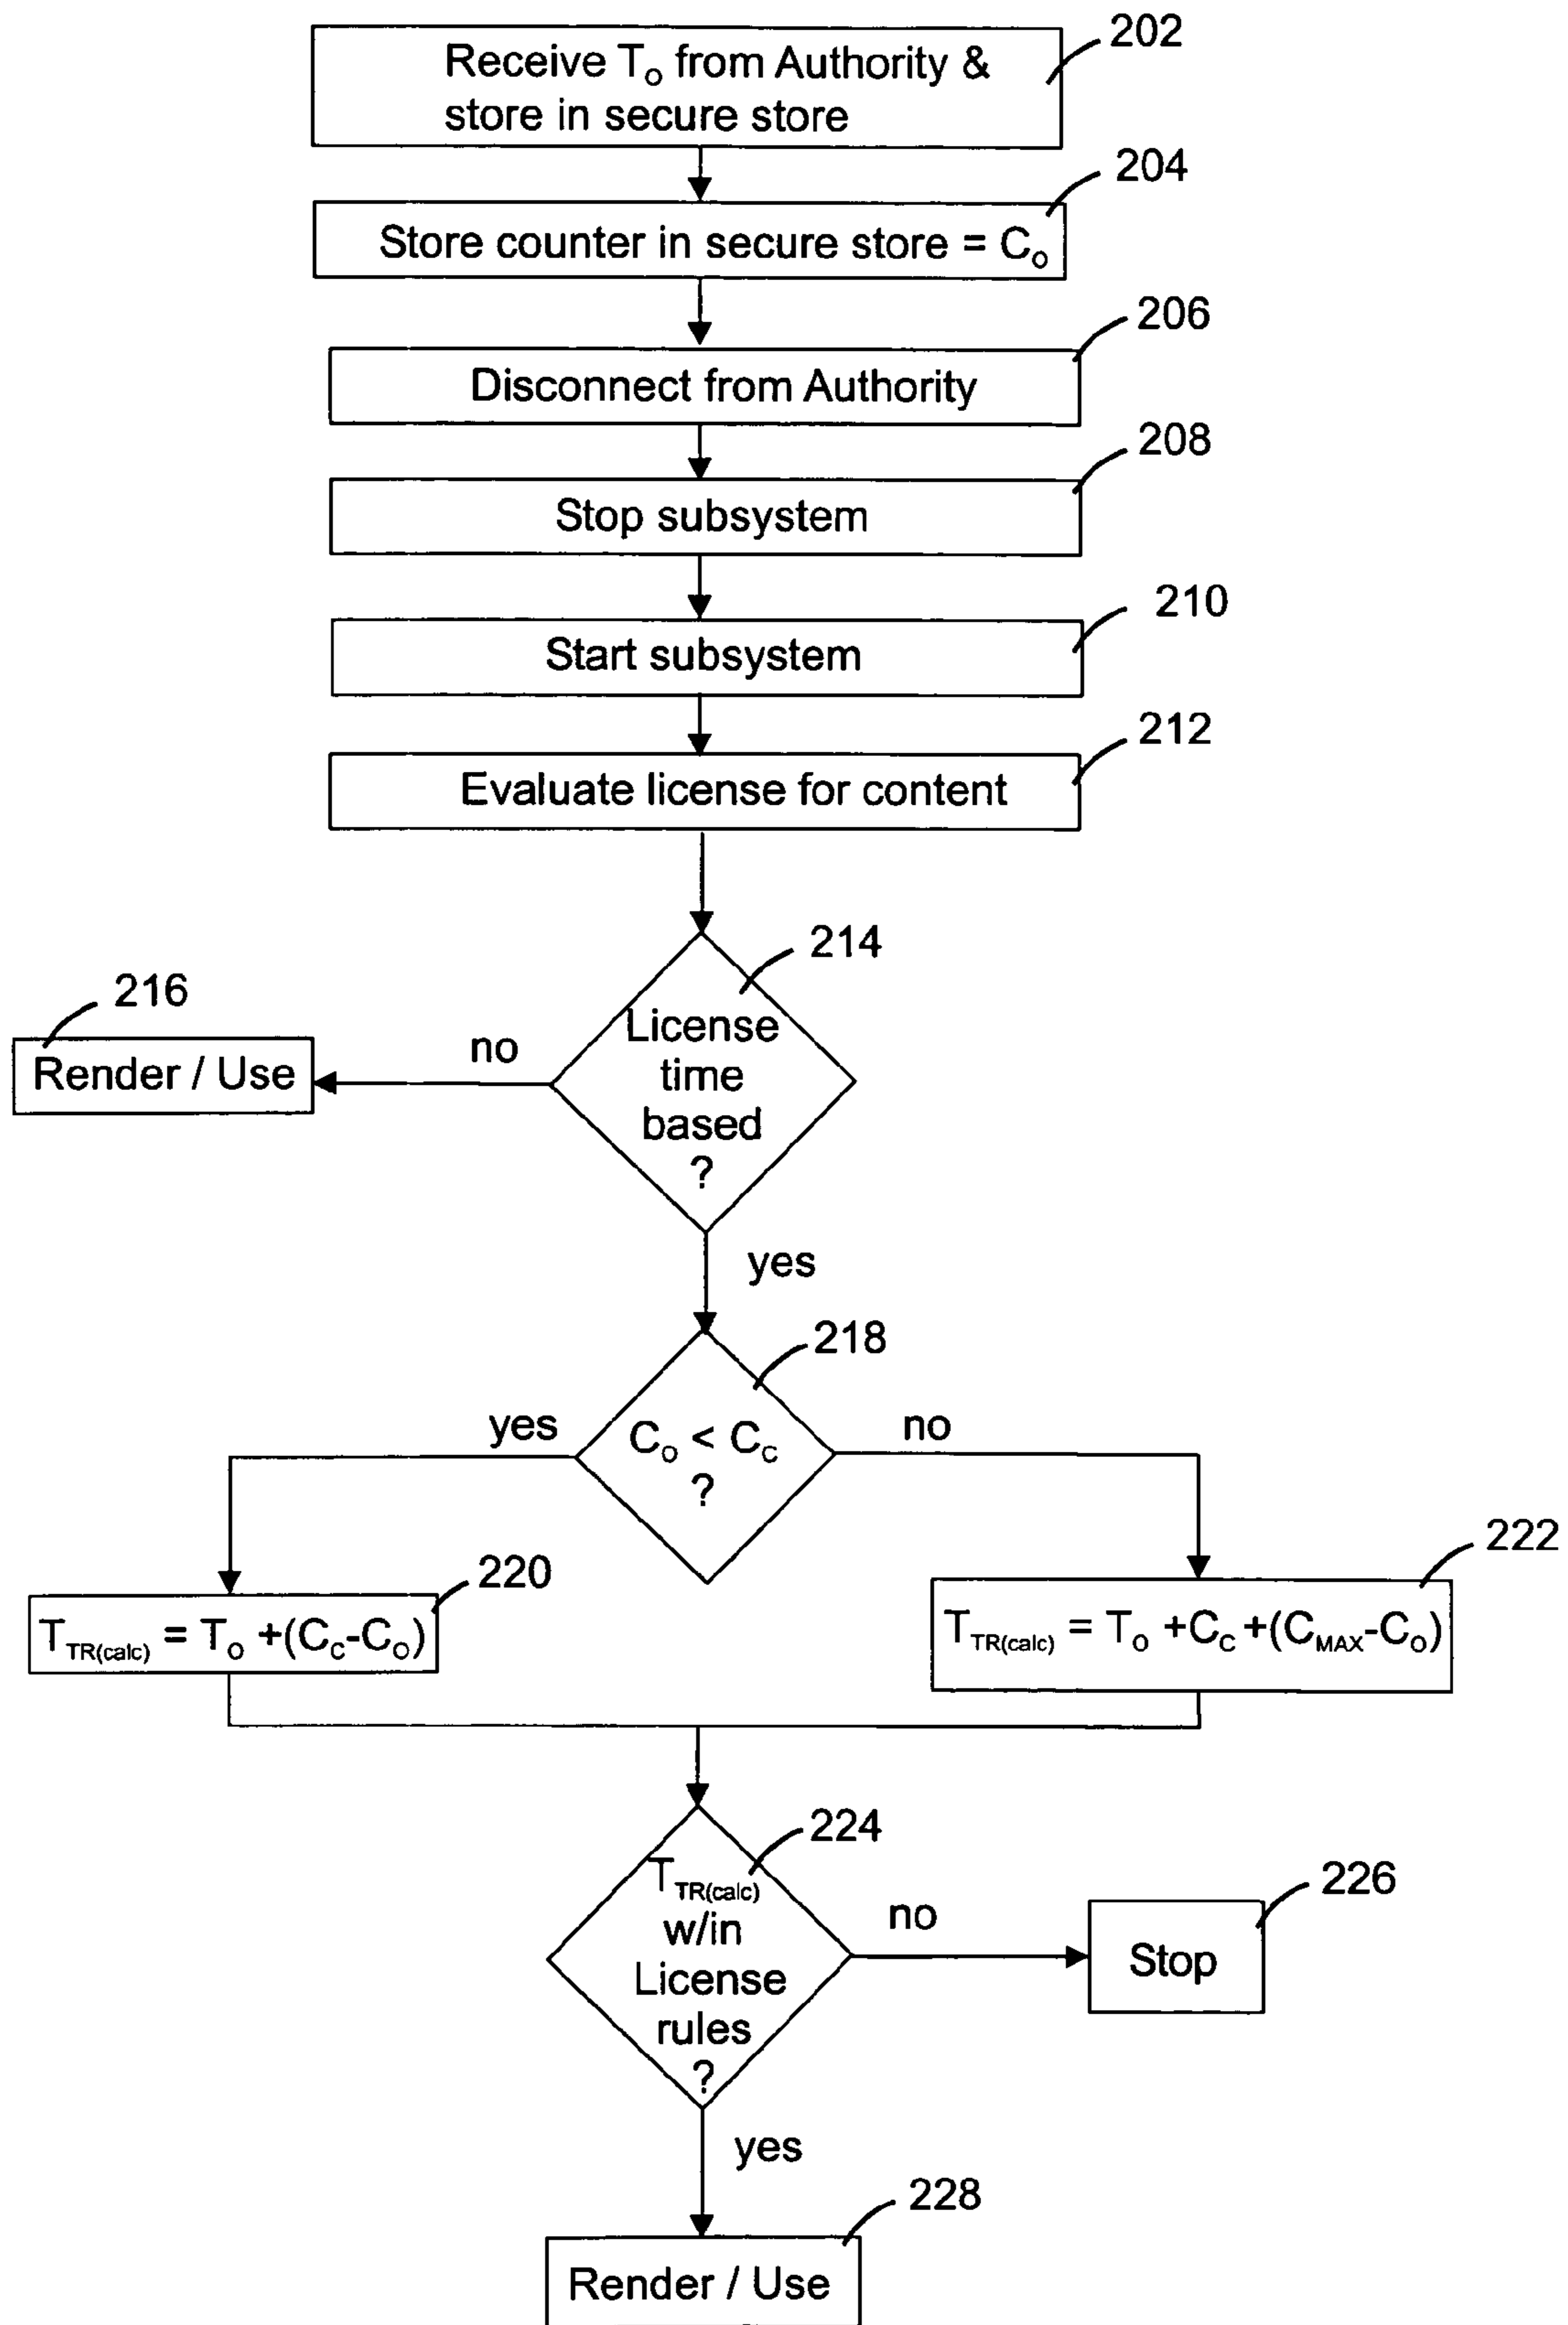 202
Receive To from Authority &
store in secure store
204
Store counter in secure store = Co
206
Disconnect from Authority
208
Stop subsystem
210
Start subsystem
212
Evaluate license for content
214
License
time
based
?
216
Render / Use
no
yes
218
Co < Cc
?
yes
no
220
TTR(calc) = To +(Cc-Co)
222
TTR(calc) = To +Cc +(CMAX-Co)
224
TTR(calc)
w/in
License
rules
?
no
226
Stop
yes
228
Render / Use